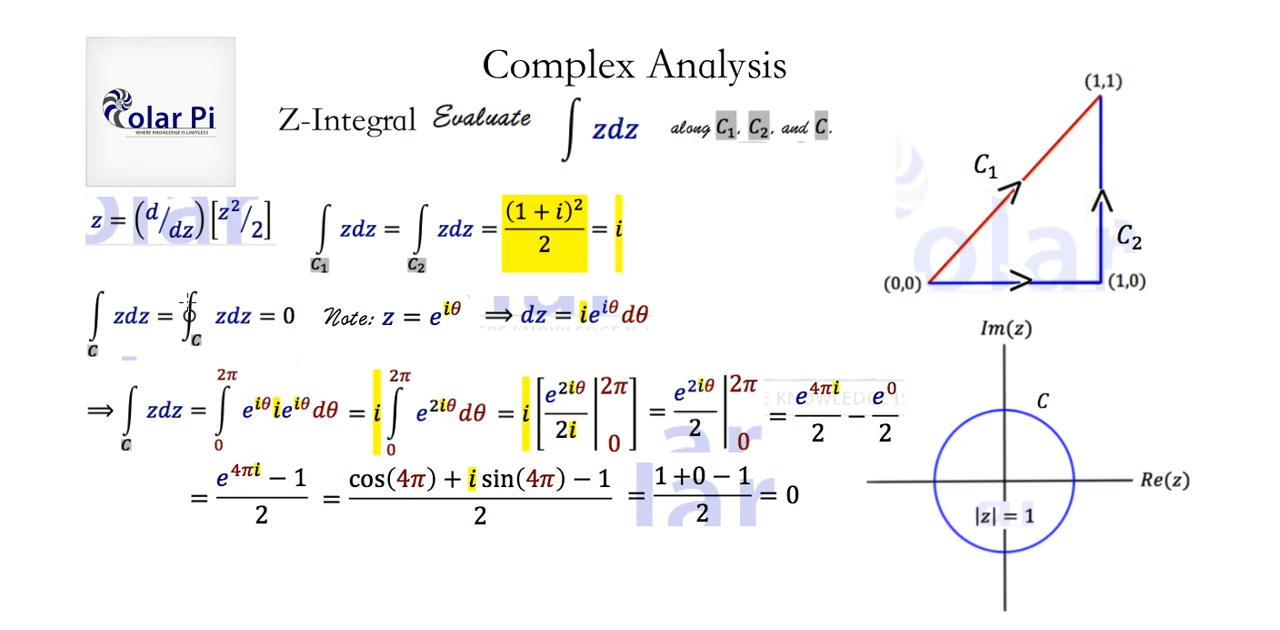 Complex Analysis
olar Pi
WHERE KNOWLEDGE IS LIMITLESS
Z-Integral Evaluate ∫ zdz along C₁, C₂, and C.
z = (d/dz)[z²/2] ∫_C₁ zdz = ∫_C₂ zdz = (1 + i)²/2 = i
∫_C zdz = ∮_C zdz = 0 Note: z = e^{iθ} ⟹ dz = ie^{iθ}dθ
⟹ ∫_C zdz = ∫_0^{2π} e^{iθ}ie^{iθ}dθ = i ∫_0^{2π} e^{2iθ}dθ = i [e^{2iθ}/2i |_0^{2π}] = e^{2iθ}/2 |_0^{2π} = e^{4πi}/2 − e^0/2
= (e^{4πi} − 1)/2 = (cos(4π) + i sin(4π) − 1)/2 = (1+0 − 1)/2 = 0
(1,1)
C₁
C₂
(0,0)
(1,0)
Im(z)
C
Re(z)
|z| = 1